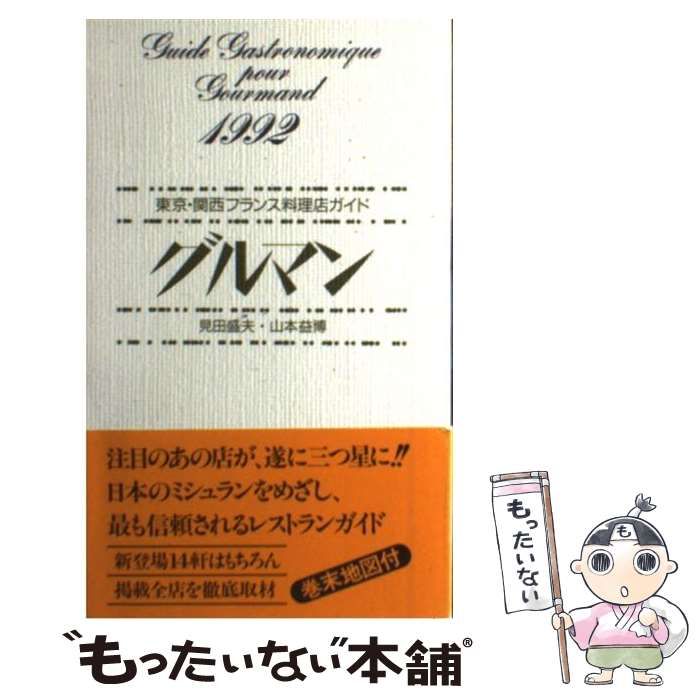 Guide Gastronomique
pour
Gourmand
1992
東京・関西フランス料理店ガイド
グルマン
見田盛夫・山本益博
注目のあの店が、遂に三つ星に!!
日本のミシュランをめざし、
最も信頼されるレストランガイド
新登場14軒はもちろん
掲載全店を徹底取材
巻末地図付
も
もったいない
"もったいない本舗®